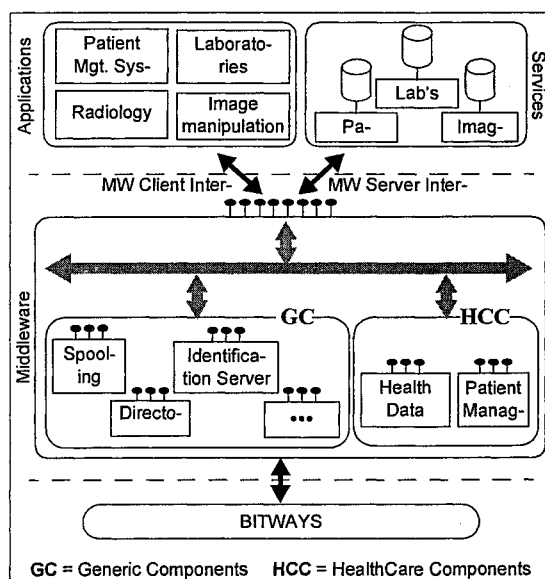 Applications
Patient
Mgt. Sys-
Laborato-
ries
Radiology
Image
manipulation
Services
Lab's
Pa-
Imag-
MW Client Inter-
MW Server Inter-
Middleware
GC
HCC
Spool-
ing
Identifica-
tion Server
Directo-
•••
Health
Data
Patient
Manag-
BITWAYS
GC = Generic Components HCC = HealthCare Components